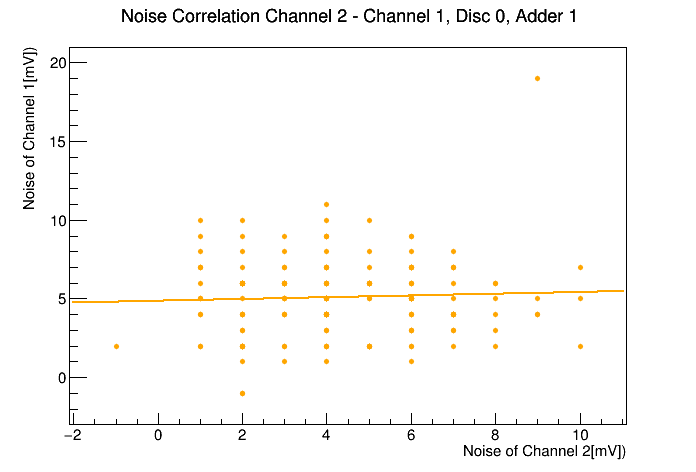 Noise Correlation Channel 2 - Channel 1, Disc 0, Adder 1
Noise of Channel 1[mV])
20
15
10
5
0
−2 0 2 4 6 8 10
Noise of Channel 2[mV])